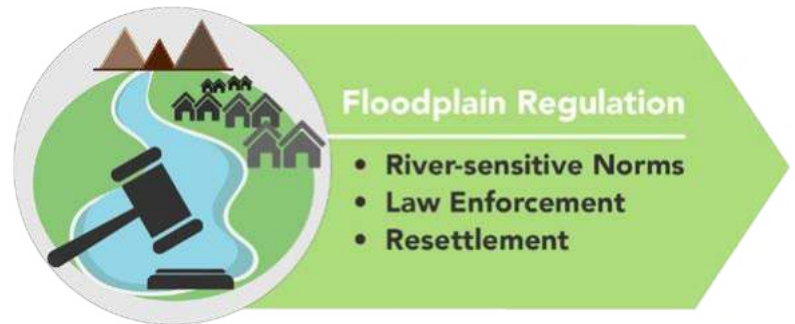 Floodplain Regulation
• River-sensitive Norms
• Law Enforcement
• Resettlement